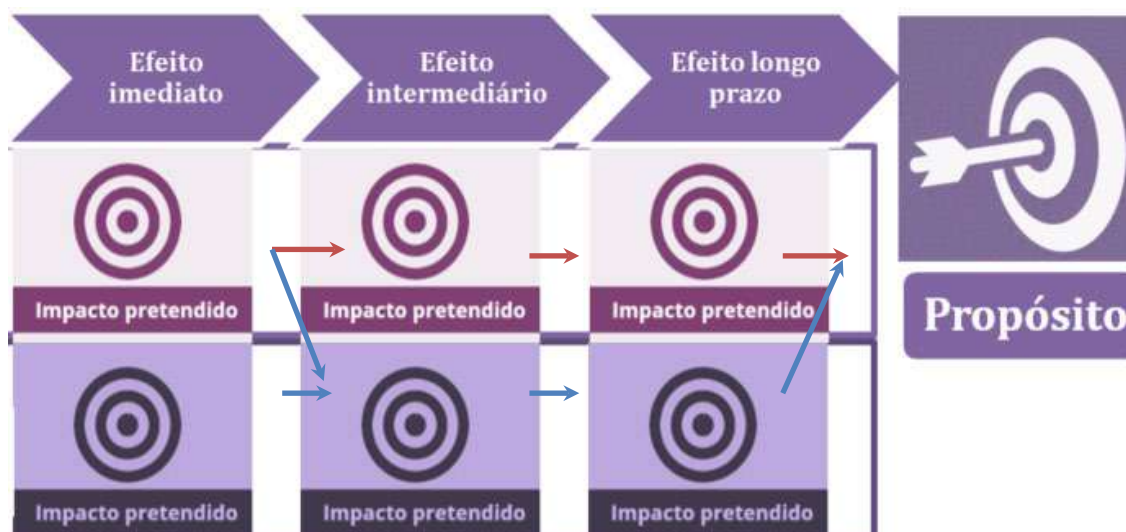 Efeito
imediato
Efeito
intermediário
Efeito longo
prazo
Impacto pretendido
Impacto pretendido
Impacto pretendido
Propósito
Impacto pretendido
Impacto pretendido
Impacto pretendido